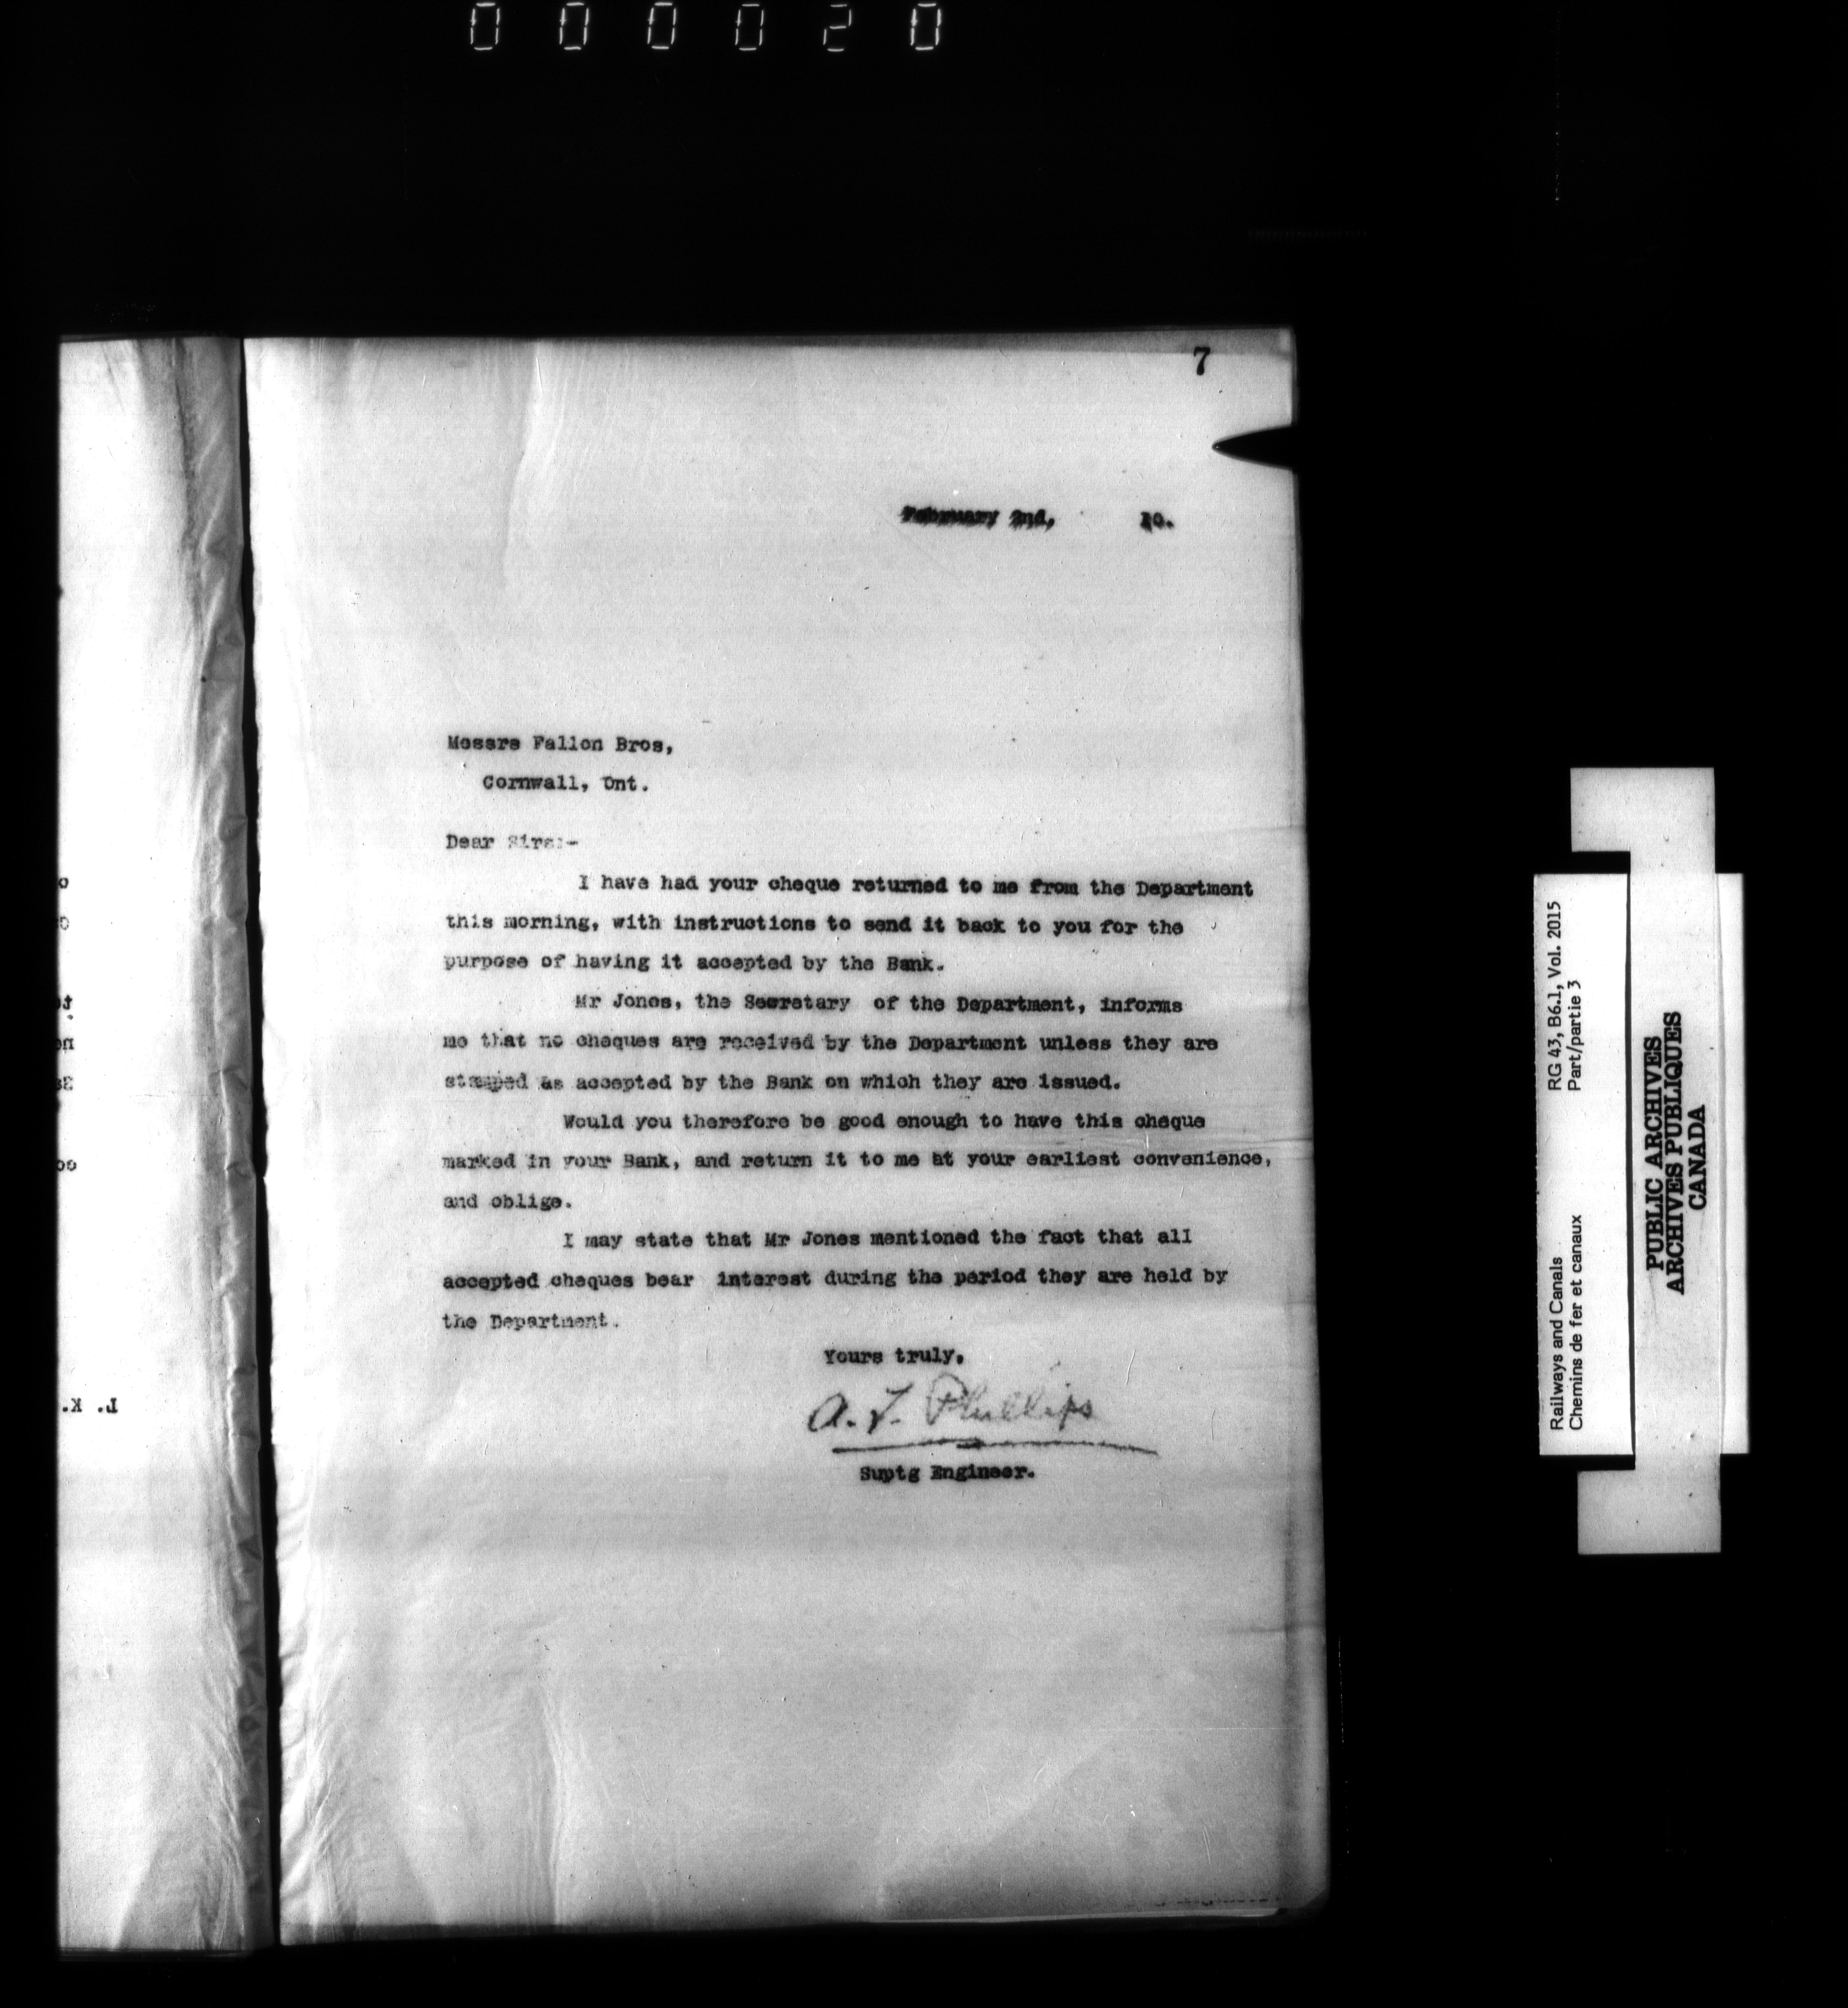 000020
7
February 2nd, 10.
Messrs Fallon Bros,
Cornwall, Ont.
Dear Sirs:-
I have had your cheque returned to me from the Department
this morning, with instructions to send it back to you for the
purpose of having it accepted by the Bank.
Mr Jones, the Secretary of the Department, informs
me that no cheques are received by the Department unless they are
stamped as accepted by the Bank on which they are issued.
Would you therefore be good enough to have this cheque
marked in your Bank, and return it to me at your earliest convenience,
and oblige.
I may state that Mr Jones mentioned the fact that all
accepted cheques bear interest during the period they are held by
the Department.
Yours truly,
A. J. Phillips
Suptg Engineer.
Railways and Canals RG 43, B6.1, Vol. 2015
Chemins de fer et canaux Part/partie 3
PUBLIC ARCHIVES
ARCHIVES PUBLIQUES
CANADA